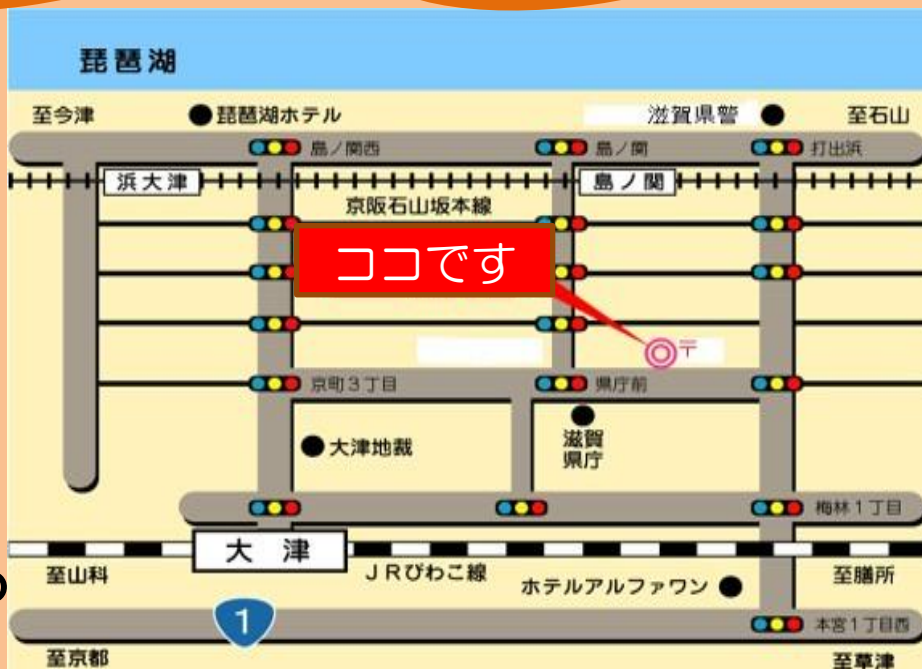 琵琶湖
至今津
琵琶湖ホテル
滋賀県警
至石山
島ノ関西
島ノ関
打出浜
浜大津
島ノ関
京阪石山坂本線
ココです
〒
京町3丁目
県庁前
大津地裁
滋賀
県庁
梅林1丁目
大津
至山科
JRびわこ線
ホテルアルファワン
至膳所
1
本宮1丁目西
至京都
至草津